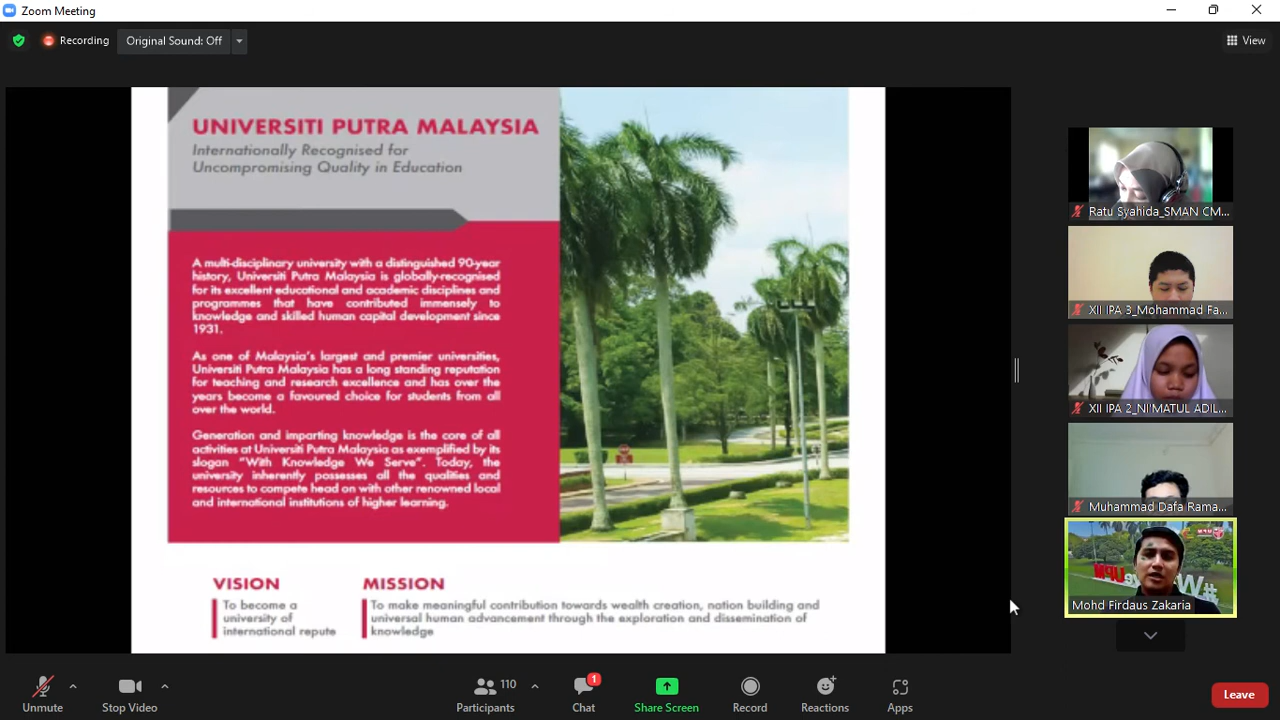 Zoom Meeting
Recording
Original Sound: Off
View
UNIVERSITI PUTRA MALAYSIA
Internationally Recognised for
Uncompromising Quality in Education
A multi-disciplinary university with a distinguished 90-year
history, Universiti Putra Malaysia is globally-recognised
for its excellent educational and academic disciplines and
programmes that have contributed immensely to
knowledge and skilled human capital development since
1931.
As one of Malaysia's largest and premier universities,
Universiti Putra Malaysia has a long standing reputation
for teaching and research excellence and has over the
years become a favoured choice for students from all
over the world.
Generation and imparting knowledge is the core of all
activities at Universiti Putra Malaysia as exemplified by its
slogan "With Knowledge We Serve". Today, the
university inherently possesses all the qualities and
resources to compete head on with other renowned local
and international institutions of higher learning.
VISION
To become a
university of
international repute
MISSION
To make meaningful contribution towards wealth creation, nation building and
universal human advancement through the exploration and dissemination of
knowledge
Ratu Syahida_SMAN CM...
XII IPA 3_Mohammad Fa...
XII IPA 2_NI'MATUL ADIL...
Muhammad Dafa Rama...
Mohd Firdaus Zakaria
Unmute
Stop Video
110
Participants
1
Chat
Share Screen
Record
Reactions
Apps
Leave